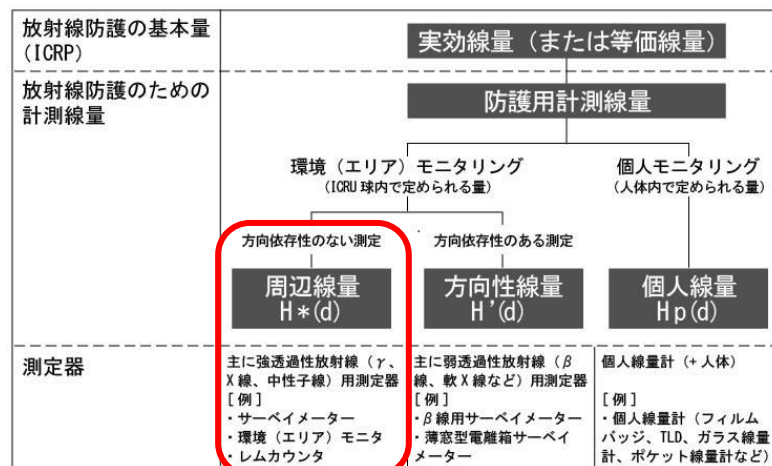 放射線防護の基本量
(ICRP)
実効線量（または等価線量）
放射線防護のための
計測線量
防護用計測線量
環境（エリア）モニタリング
(ICRU球内で定められる量)
個人モニタリング
(人体内で定められる量)
方向依存性のない測定
方向依存性のある測定
周辺線量
H*(d)
方向性線量
H’(d)
個人線量
Hp(d)
測定器
主に強透過性放射線（γ、
X線、中性子線）用測定器
[例]
・サーベイメーター
・環境（エリア）モニタ
・レムカウンタ
主に弱透過性放射線（β
線、軟X線など）用測定器
[例]
・β線用サーベイメーター
・薄窓型電離箱サーベイ
メーター
個人線量計（+人体）
[例]
・個人線量計（フィルム
バッジ、TLD、ガラス線量
計、ポケット線量計など）